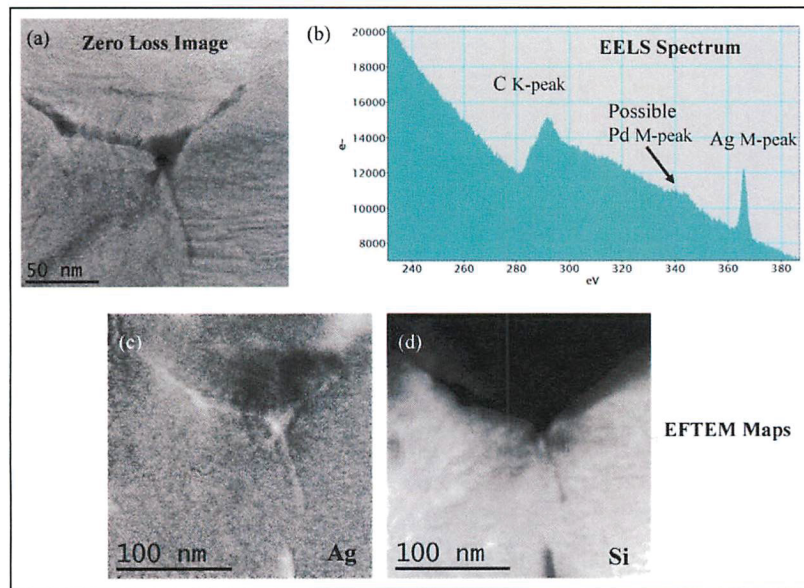 (a) Zero Loss Image
50 nm
(b)
EELS Spectrum
C K-peak
Possible
Pd M-peak
Ag M-peak
e-
20000
18000
16000
14000
12000
10000
8000
240 260 280 300 320 340 360 380
eV
(c)
100 nm
Ag
(d)
100 nm
Si
EFTEM Maps